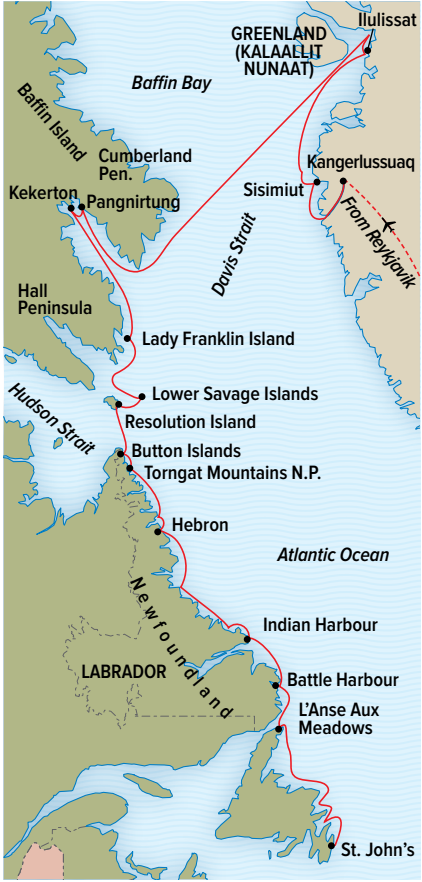 Ilulissat
GREENLAND
(KALAALLIT
NUNAAT)
Baffin Bay
Baffin Island
Cumberland
Pen.
Kangerlussuaq
Kekerton
Pangnirtung
Sisimiut
From Reykjavik
Davis Strait
Hall
Peninsula
Lady Franklin Island
Lower Savage Islands
Hudson Strait
Resolution Island
Button Islands
Torngat Mountains N.P.
Hebron
Atlantic Ocean
Newfoundland
Indian Harbour
LABRADOR
Battle Harbour
L'Anse Aux
Meadows
St. John's